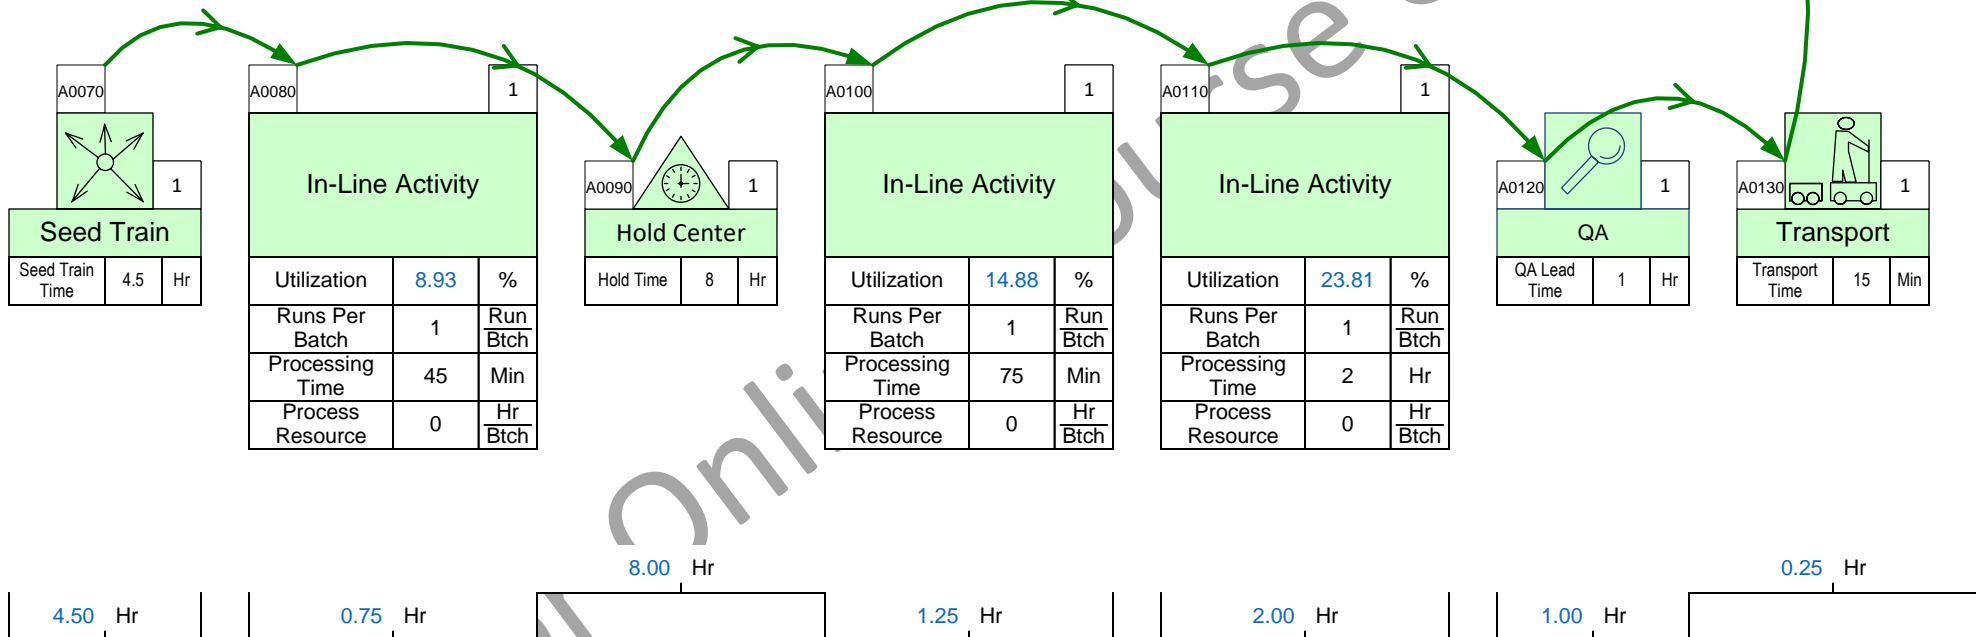 A0070
1
Seed Train
Seed Train Time 4.5 Hr
A0080
1
In-Line Activity
Utilization 8.93 %
Runs Per Batch 1 Run Btch
Processing Time 45 Min
Process Resource 0 Hr Btch
A0090
1
Hold Center
Hold Time 8 Hr
A0100
1
In-Line Activity
Utilization 14.88 %
Runs Per Batch 1 Run Btch
Processing Time 75 Min
Process Resource 0 Hr Btch
A0110
1
In-Line Activity
Utilization 23.81 %
Runs Per Batch 1 Run Btch
Processing Time 2 Hr
Process Resource 0 Hr Btch
A0120
1
QA
QA Lead Time 1 Hr
A0130
1
Transport
Transport Time 15 Min
8.00 Hr
0.25 Hr
4.50 Hr
0.75 Hr
1.25 Hr
2.00 Hr
1.00 Hr